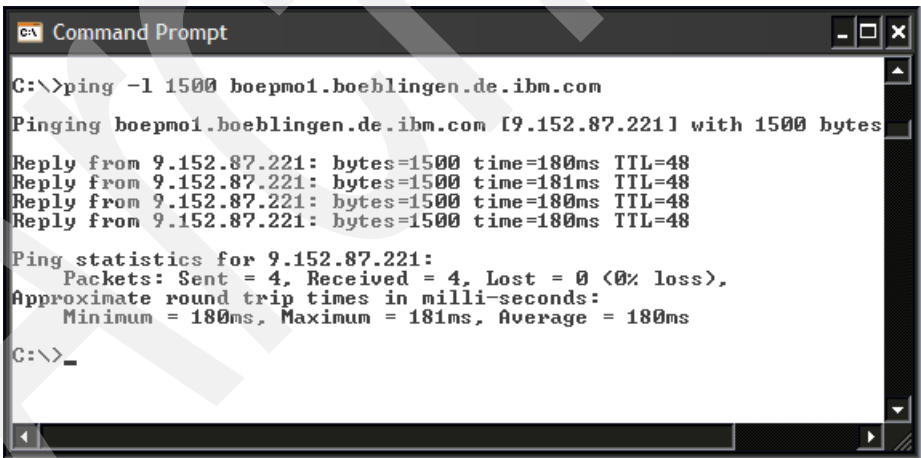 Command Prompt
C:\>ping -l 1500 boepmo1.boeblingen.de.ibm.com
Pinging boepmo1.boeblingen.de.ibm.com [9.152.87.221] with 1500 bytes
Reply from 9.152.87.221: bytes=1500 time=180ms TTL=48
Reply from 9.152.87.221: bytes=1500 time=181ms TTL=48
Reply from 9.152.87.221: bytes=1500 time=180ms TTL=48
Reply from 9.152.87.221: bytes=1500 time=180ms TTL=48
Ping statistics for 9.152.87.221:
Packets: Sent = 4, Received = 4, Lost = 0 (0% loss),
Approximate round trip times in milli-seconds:
Minimum = 180ms, Maximum = 181ms, Average = 180ms
C:\>_